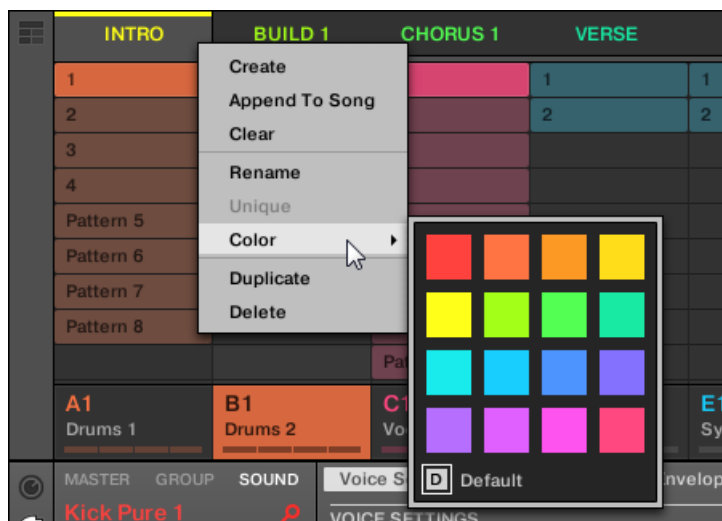 INTRO BUILD 1 CHORUS 1 VERSE
1 1 1
2 2 2
3
4
Pattern 5
Pattern 6
Pattern 7
Pattern 8
Create
Append To Song
Clear
Rename
Unique
Color
Duplicate
Delete
D Default
A1 B1
Drums 1 Drums 2
MASTER GROUP SOUND
Kick Pure 1
VOICE SETTINGS